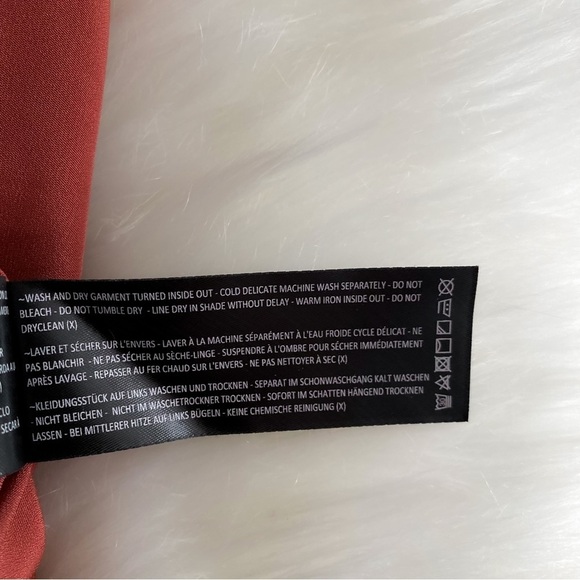 ~WASH AND DRY GARMENT TURNED INSIDE OUT - COLD DELICATE MACHINE WASH SEPARATELY - DO NOT
BLEACH - DO NOT TUMBLE DRY - LINE DRY IN SHADE WITHOUT DELAY - WARM IRON INSIDE OUT - DO NOT
DRYCLEAN (X)
~LAVER ET SÉCHER SUR L'ENVERS - LAVER À LA MACHINE SÉPARÉMENT À L'EAU FROIDE CYCLE DÉLICAT - NE
PAS BLANCHIR - NE PAS SÉCHER AU SÈCHE-LINGE - SUSPENDRE À L'OMBRE POUR SÉCHER IMMÉDIATEMENT
APRÈS LAVAGE - REPASSER AU FER CHAUD SUR L'ENVERS - NE PAS NETTOYER À SEC (X)
~KLEIDUNGSSTÜCK AUF LINKS WASCHEN UND TROCKNEN - SEPARAT IM SCHONWASCHGANG KALT WASCHEN
- NICHT BLEICHEN - NICHT IM WÄSCHETROCKNER TROCKNEN - SOFORT IM SCHATTEN HÄNGEND TROCKNEN
LASSEN - BEI MITTLERER HITZE AUF LINKS BÜGELN - KEINE CHEMISCHE REINIGUNG (X)